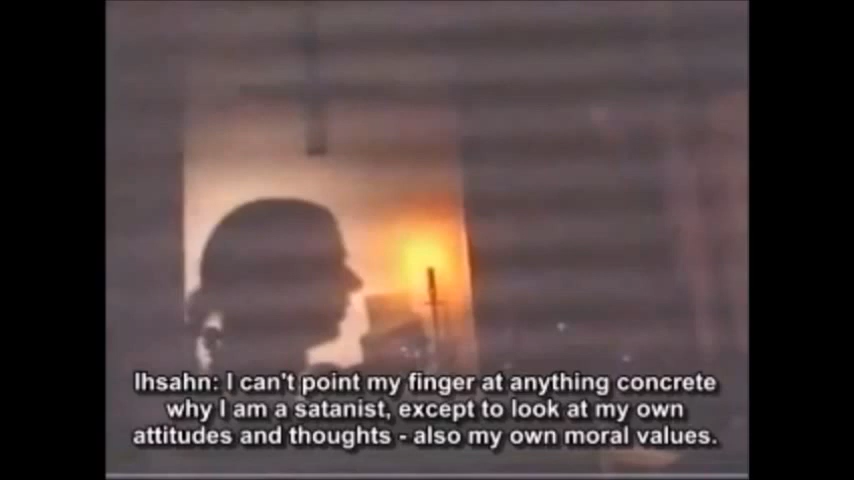 Ihsahn: I can't point my finger at anything concrete
why I am a satanist, except to look at my own
attitudes and thoughts - also my own moral values.